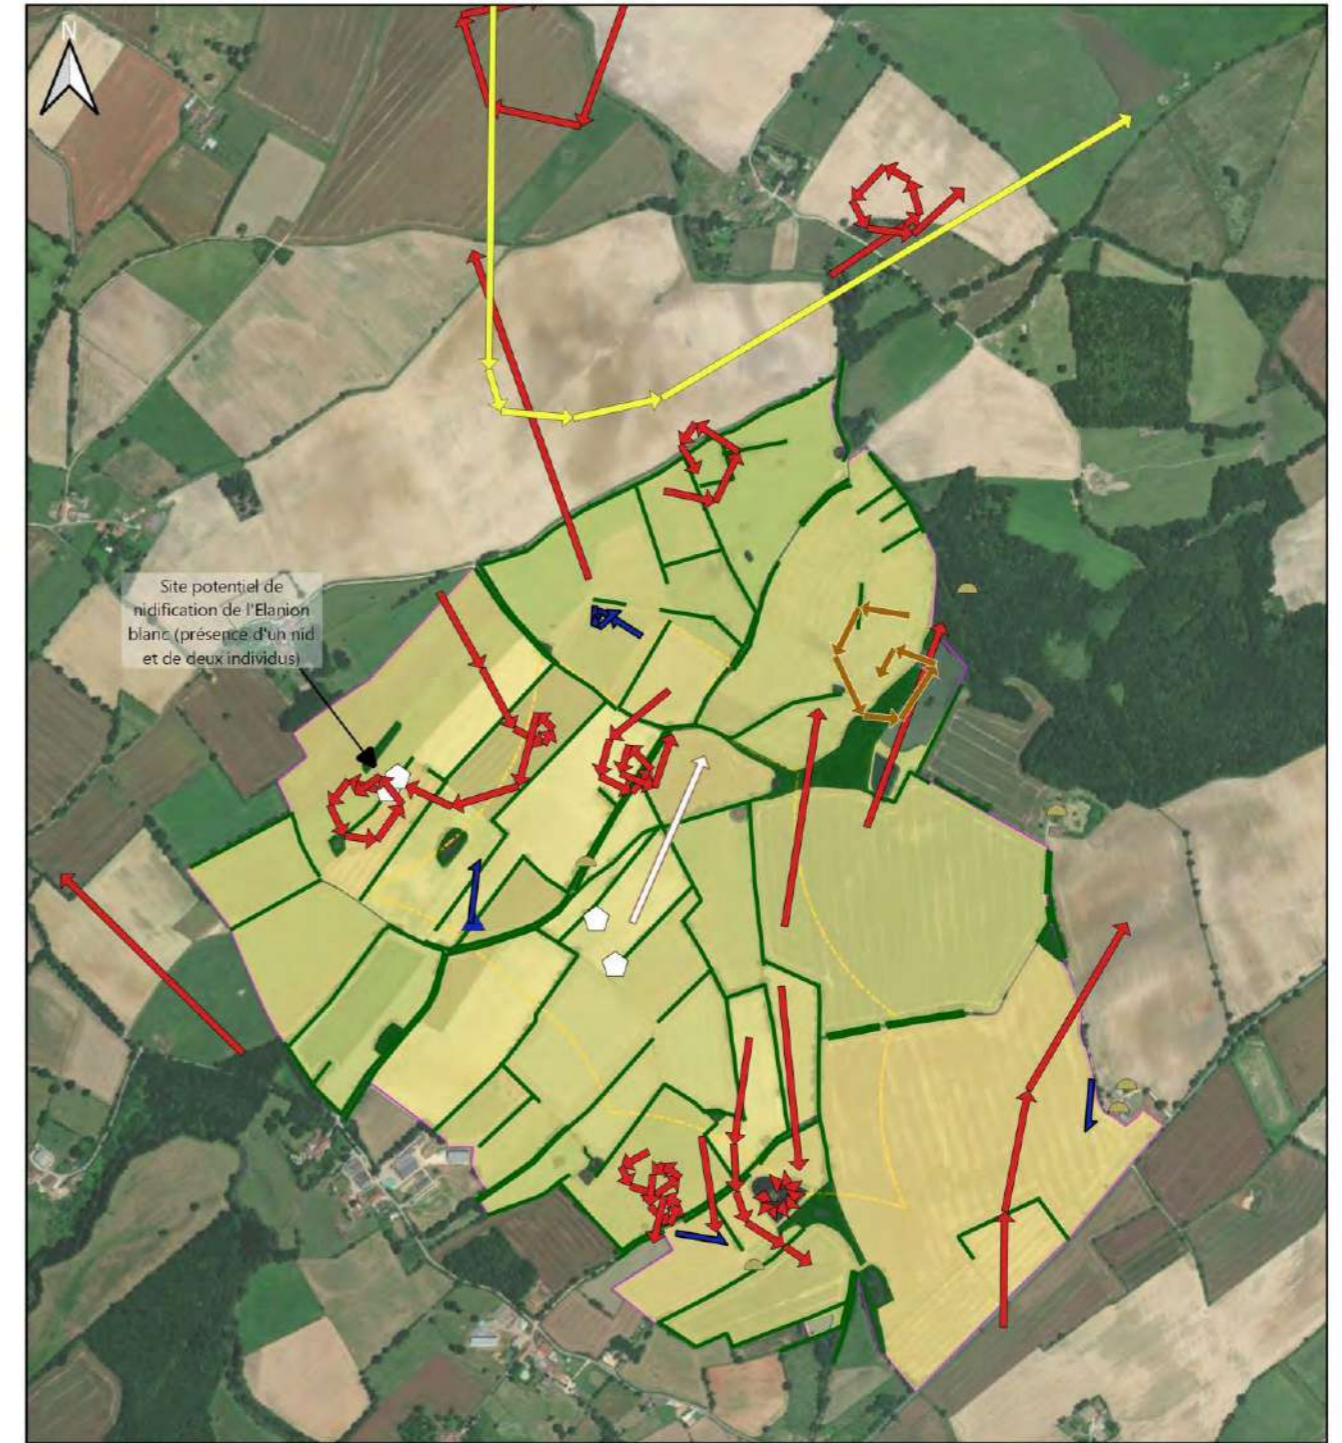 N
Site potentiel de
nidification de l'Elanion
blanc (présence d'un nid
et de deux individus)